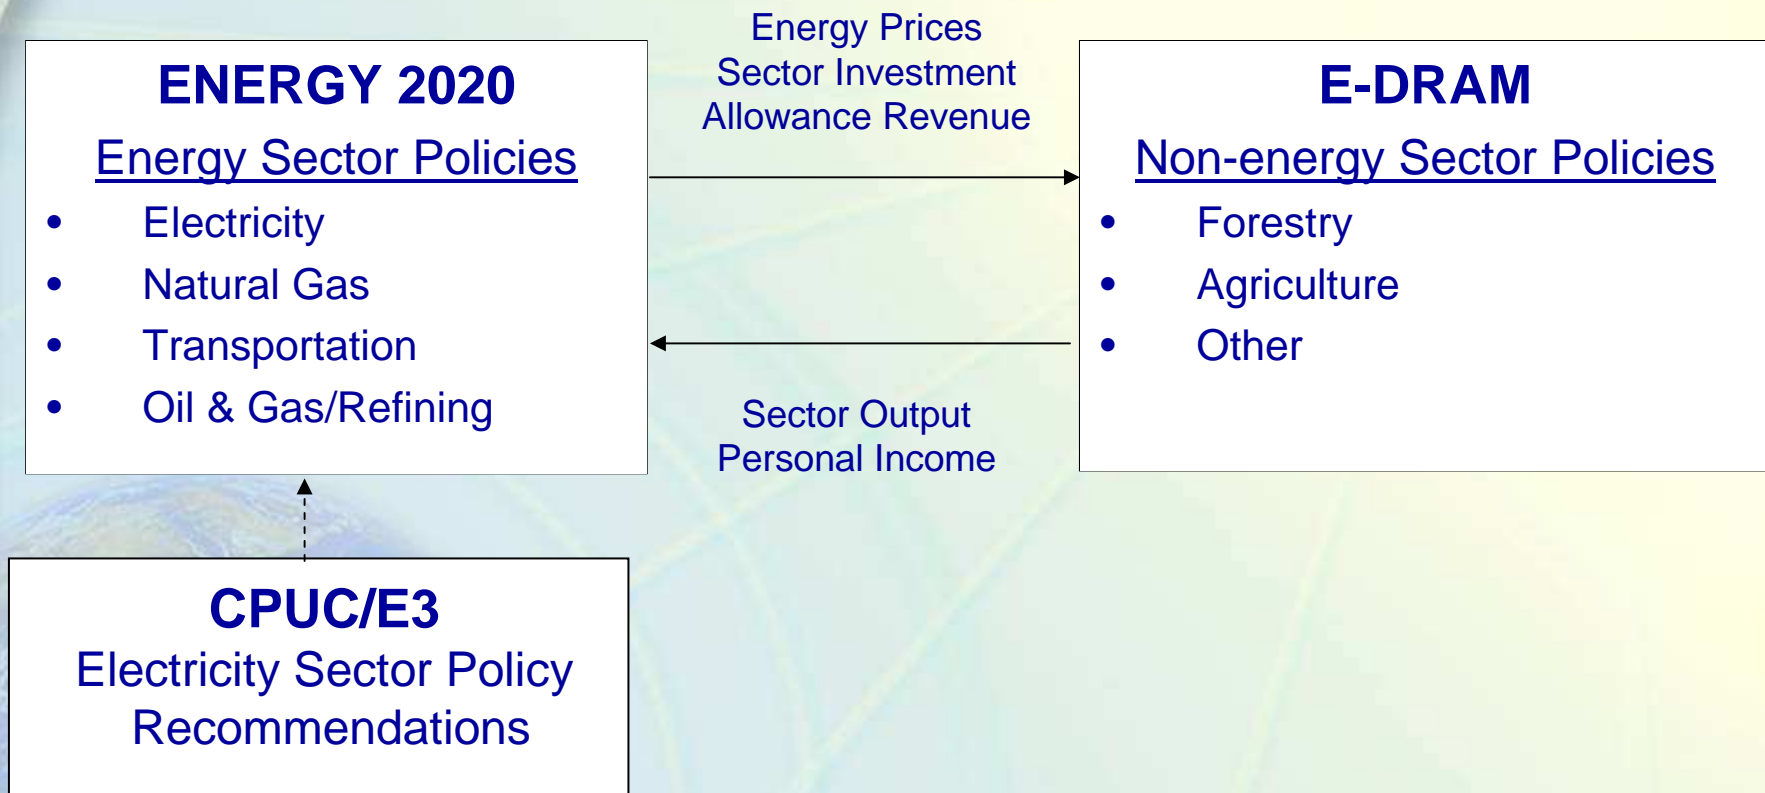 ENERGY 2020
Energy Sector Policies
• Electricity
• Natural Gas
• Transportation
• Oil & Gas/Refining
Energy Prices
Sector Investment
Allowance Revenue
Sector Output
Personal Income
E-DRAM
Non-energy Sector Policies
• Forestry
• Agriculture
• Other
CPUC/E3
Electricity Sector Policy
Recommendations